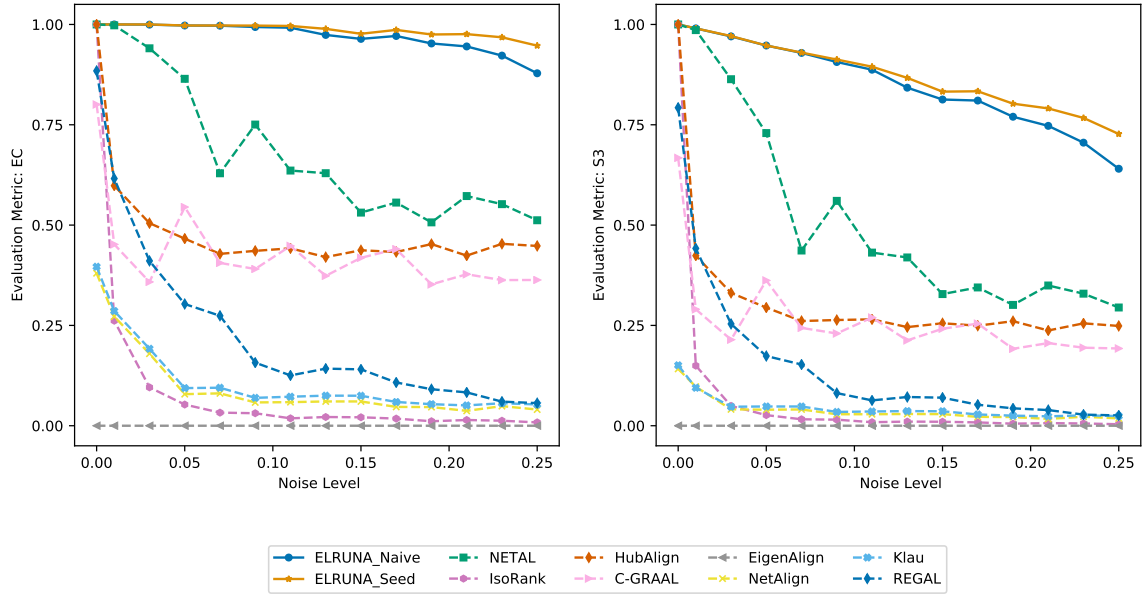 1.00
0.75
0.50
0.25
0.00
Evaluation Metric: EC
0.00 0.05 0.10 0.15 0.20 0.25
Noise Level
1.00
0.75
0.50
0.25
0.00
Evaluation Metric: S3
0.00 0.05 0.10 0.15 0.20 0.25
Noise Level
ELRUNA_Naive NETAL HubAlign EigenAlign Klau
ELRUNA_Seed IsoRank C-GRAAL NetAlign REGAL